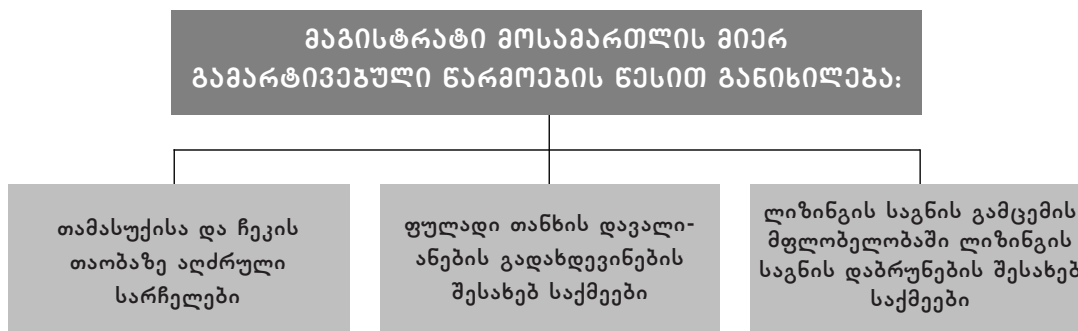 მაგისტრატი მოსამართლის მიერ
გამარტივებული წარმოების წესით განიხილება:
თამასუქისა და ჩეკის
თაობაზე აღძრული
სარჩელები
ფულადი თანხის დავალი-
ანების გადახდევინების
შესახებ საქმეები
ლიზინგის საგნის გამცემის
მფლობელობაში ლიზინგის
საგნის დაბრუნების შესახებ
საქმეები